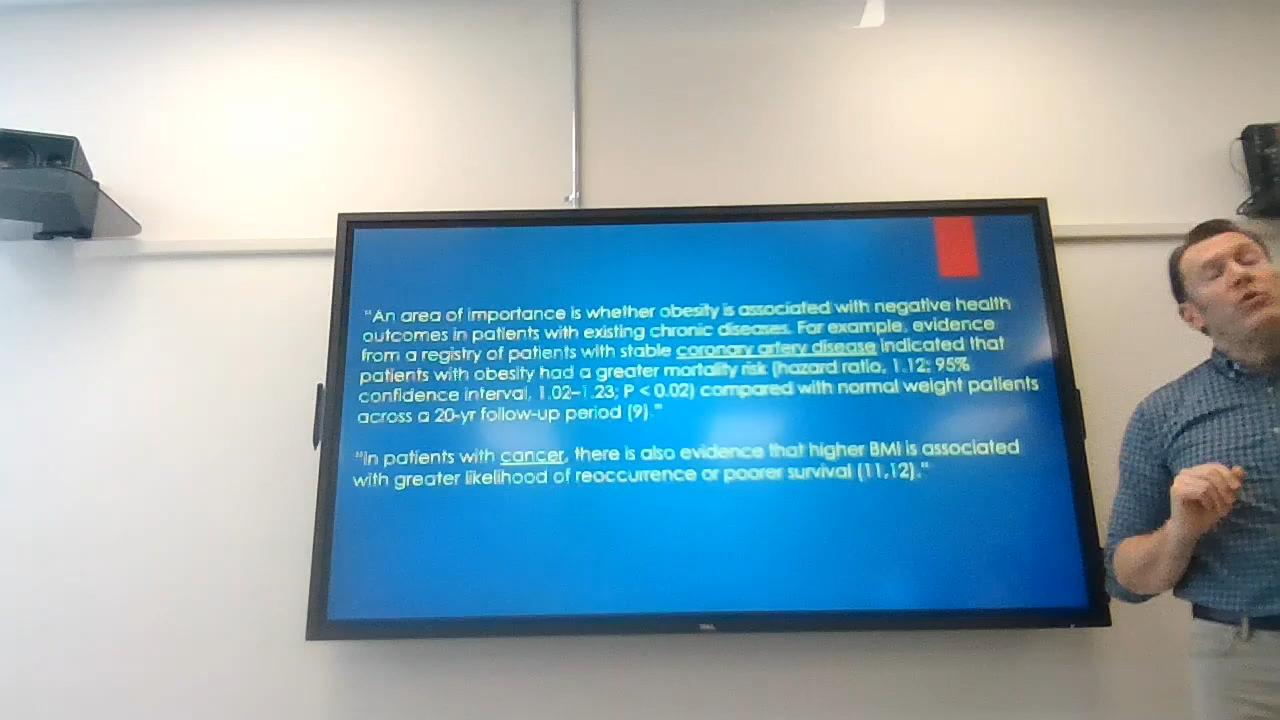 "An area of importance is whether obesity is associated with negative health
outcomes in patients with existing chronic diseases. For example, evidence
from a registry of patients with stable coronary artery disease indicated that
patients with obesity had a greater mortality risk (hazard ratio, 1.12; 95%
confidence interval, 1.02–1.23; P < 0.02) compared with normal weight patients
across a 20-yr follow-up period (9)."
"In patients with cancer, there is also evidence that higher BMI is associated
with greater likelihood of reoccurrence or poorer survival (11,12)."
DELL